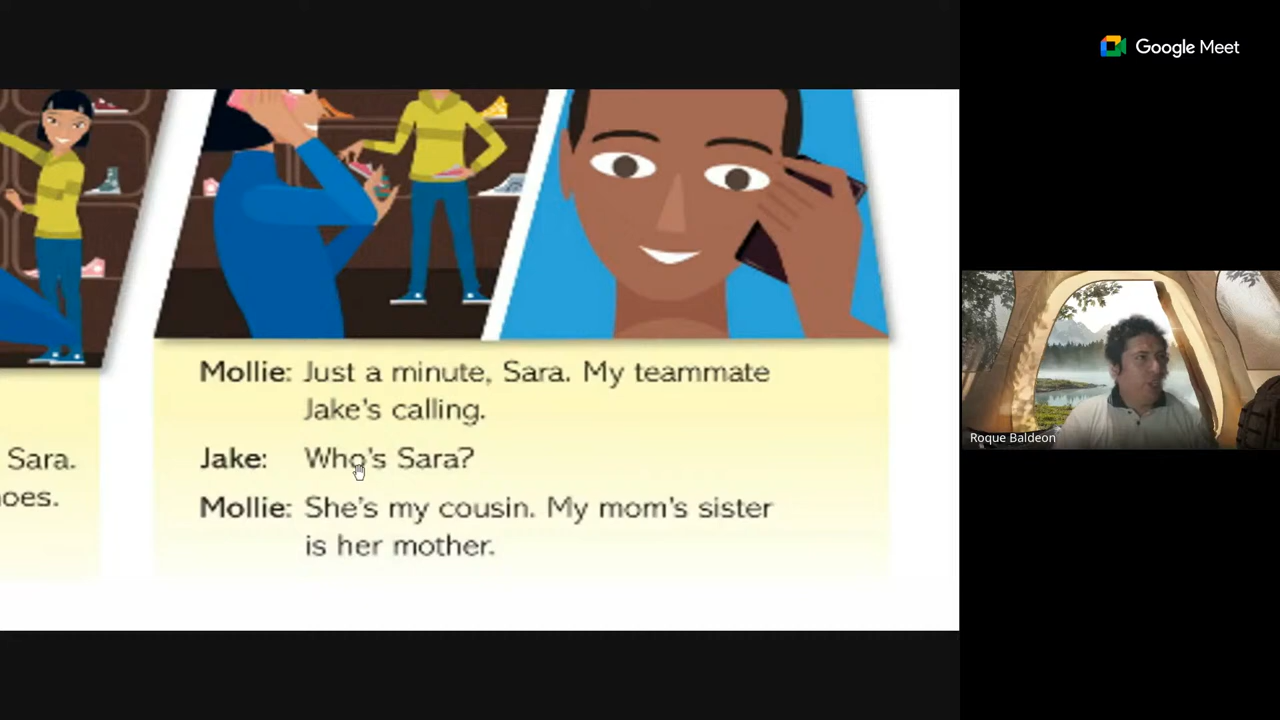 Google Meet
Sara.
oes.
Mollie: Just a minute, Sara. My teammate
Jake's calling.
Jake: Who's Sara?
Mollie: She's my cousin. My mom's sister
is her mother.
Roque Baldeon